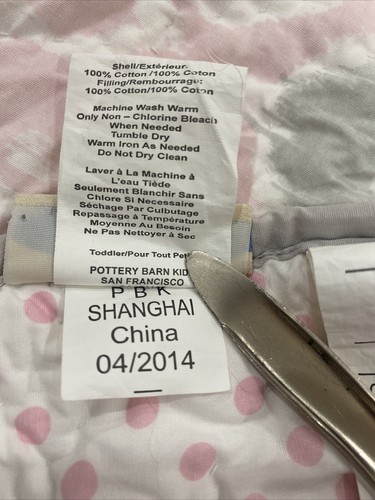 Shell/Extérieur:
100% Cotton /100% Coton
Filling/Rembourrage:
100% Cotton/100% Coton
Machine Wash Warm
Only Non – Chlorine Bleach
When Needed
Tumble Dry
Warm Iron As Needed
Do Not Dry Clean
Laver à La Machine à
L'eau Tiède
Seulement Blanchir Sans
Chlore Si Necessaire
Séchage Par Culbutage
Repassage à Température
Moyenne Au Besoin
Ne Pas Nettoyer à Sec
Toddler/Pour Tout
POTTERY BARN
SAN FRANCISCO
P B K
SHANGHAI
China
04/2014